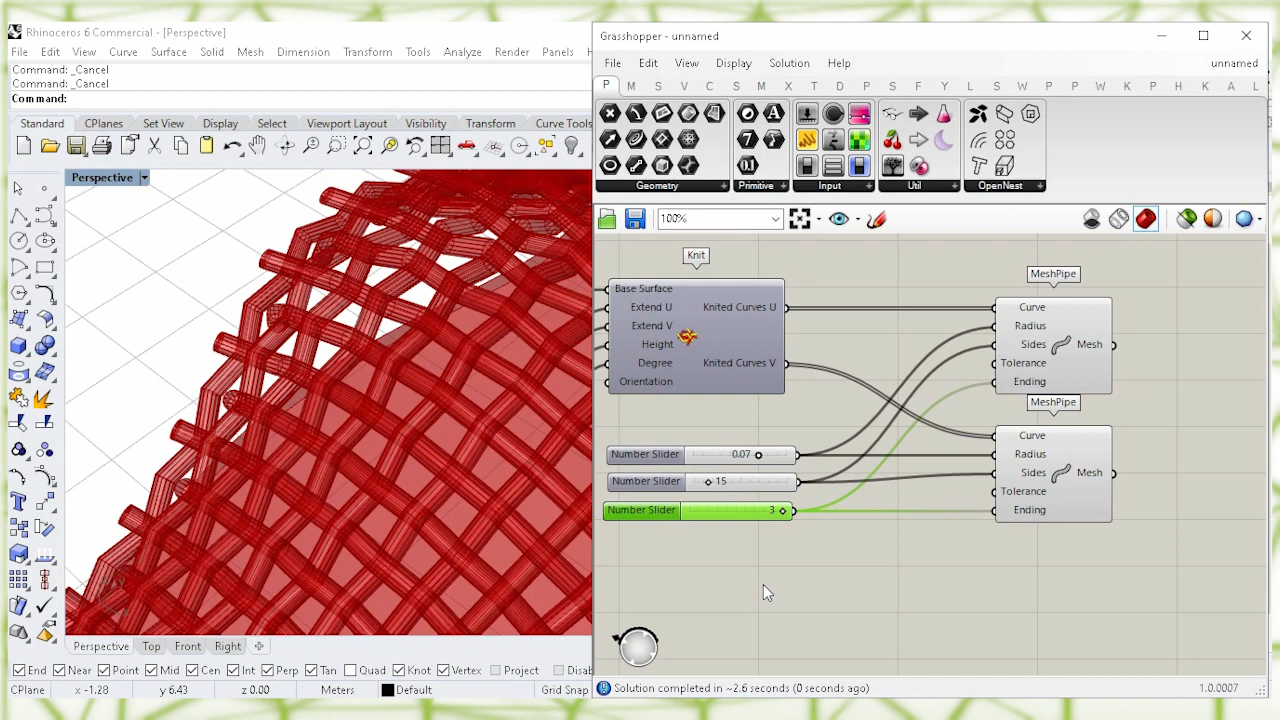 Rhinoceros 6 Commercial - [Perspective]
File Edit View Curve Surface Solid Mesh Dimension Transform Tools Analyze Render Panels
Command: _Cancel
Command: _Cancel
Command:
Standard CPlanes Set View Display Select Viewport Layout Visibility Transform Curve Tools
Perspective
Perspective Top Front Right
End Near Point Mid Cen Int Perp Tan Quad Knot Vertex Project
CPlane x -1.28 y 6.43 z 0.00 Meters Default Grid Snap
Grasshopper - unnamed
File Edit View Display Solution Help unnamed
P M S V C S M X T D P S F Y L S W P P W K P H K A L
Geometry Primitive Input Util OpenNest
100%
Knit
Base Surface
Extend U Knited Curves U
Extend V
Height
Degree Knited Curves V
Orientation
MeshPipe
Curve
Radius
Sides Mesh
Tolerance
Ending
MeshPipe
Curve
Radius
Sides Mesh
Tolerance
Ending
Number Slider 0.07
Number Slider 15
Number Slider 3
Solution completed in ~2.6 seconds (0 seconds ago) 1.0.0007